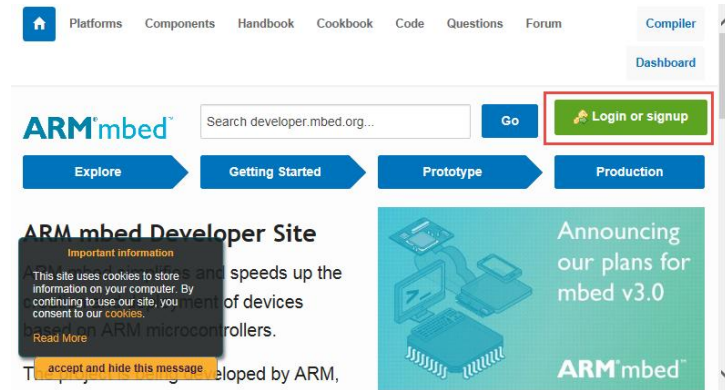 Platforms Components Handbook Cookbook Code Questions Forum Compiler
Dashboard
ARM®mbed™ Search developer.mbed.org... Go Login or signup
Explore Getting Started Prototype Production
ARM mbed Developer Site
Important information
This site uses cookies to store
information on your computer. By
continuing to use our site, you
consent to our cookies.
Read More
accept and hide this message
and speeds up the
of devices
based on ARM microcontrollers.
The project is being developed by ARM,
Announcing
our plans for
mbed v3.0
ARM®mbed™